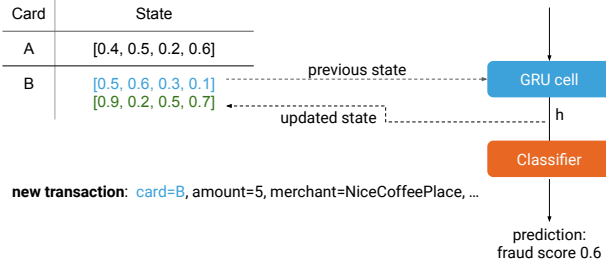 Card State
A [0.4, 0.5, 0.2, 0.6]
B [0.5, 0.6, 0.3, 0.1]
[0.9, 0.2, 0.5, 0.7]
previous state
GRU cell
updated state
h
Classifier
new transaction: card=B, amount=5, merchant=NiceCoffeePlace, ...
prediction:
fraud score 0.6